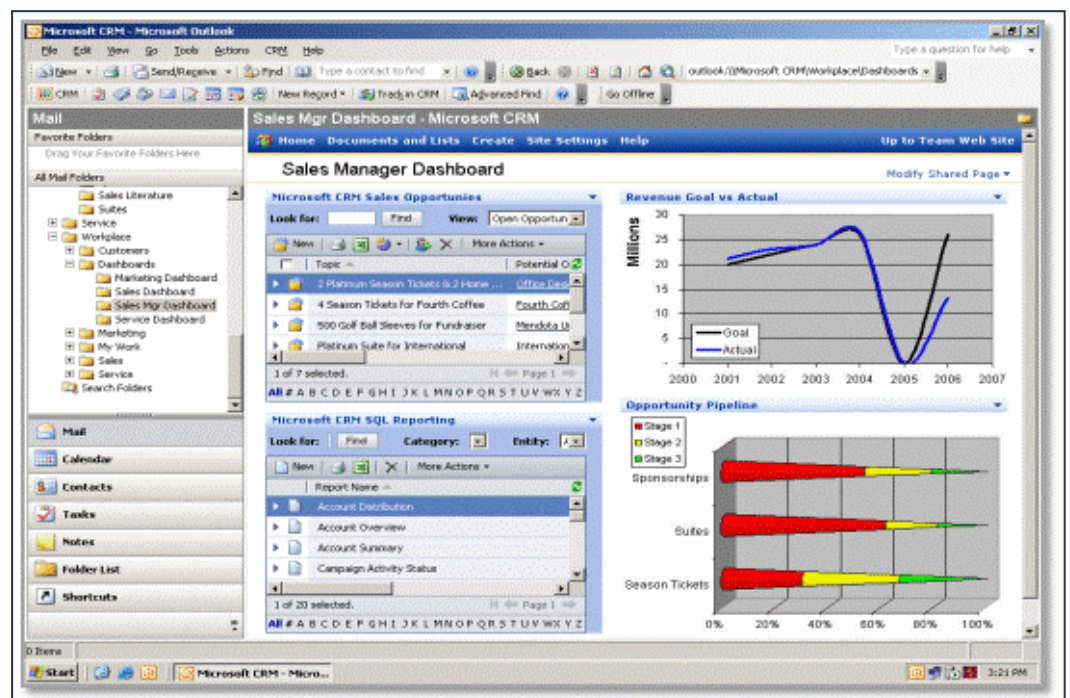 Microsoft CRM - Microsoft Outlook
File Edit View Go Tools Actions CRM Help
Type a question for help
New Send/Receive Find Type a contact to find Back outlook://Microsoft CRM/Workplace/Dashboards
CRM New Record Track in CRM Advanced Find Go Offline
Mail
Favorite Folders
Drag Your Favorite Folders Here
All Mail Folders
Sales Literature
Suites
Service
Workplace
Customers
Dashboards
Marketing Dashboard
Sales Dashboard
Sales Mgr Dashboard
Service Dashboard
Marketing
My Work
Sales
Service
Search Folders
Mail
Calendar
Contacts
Tasks
Notes
Folder List
Shortcuts
Sales Mgr Dashboard - Microsoft CRM
Home Documents and Lists Create Site Settings Help Up to Team Web Site
Sales Manager Dashboard
Modify Shared Page
Microsoft CRM Sales Opportunies
Look for: Find View: Open Opportun
New More Actions
Topic Potential C
2 Platinum Season Tickets & 2 Home ... Office Desi
4 Season Tickets for Fourth Coffee Fourth Coff
500 Golf Ball Sleeves for Fundraiser Mendota Un
Platinum Suite for International Internation
1 of 7 selected. Page 1
All # A B C D E F G H I J K L M N O P Q R S T U V W X Y Z
Microsoft CRM SQL Reporting
Look for: Find Category: Entity: A
New More Actions
Report Name
Account Distribution
Account Overview
Account Summary
Campaign Activity Status
1 of 20 selected. Page 1
All # A B C D E F G H I J K L M N O P Q R S T U V W X Y Z
Revenue Goal vs Actual
Millions
30
25
20
15
10
5
-
Goal
Actual
2000 2001 2002 2003 2004 2005 2006 2007
Opportunity Pipeline
Stage 1
Stage 2
Stage 3
Sponsorships
Suites
Season Tickets
0% 20% 40% 60% 80% 100%
0 Items
Start Microsoft CRM - Micro... 3:21 PM